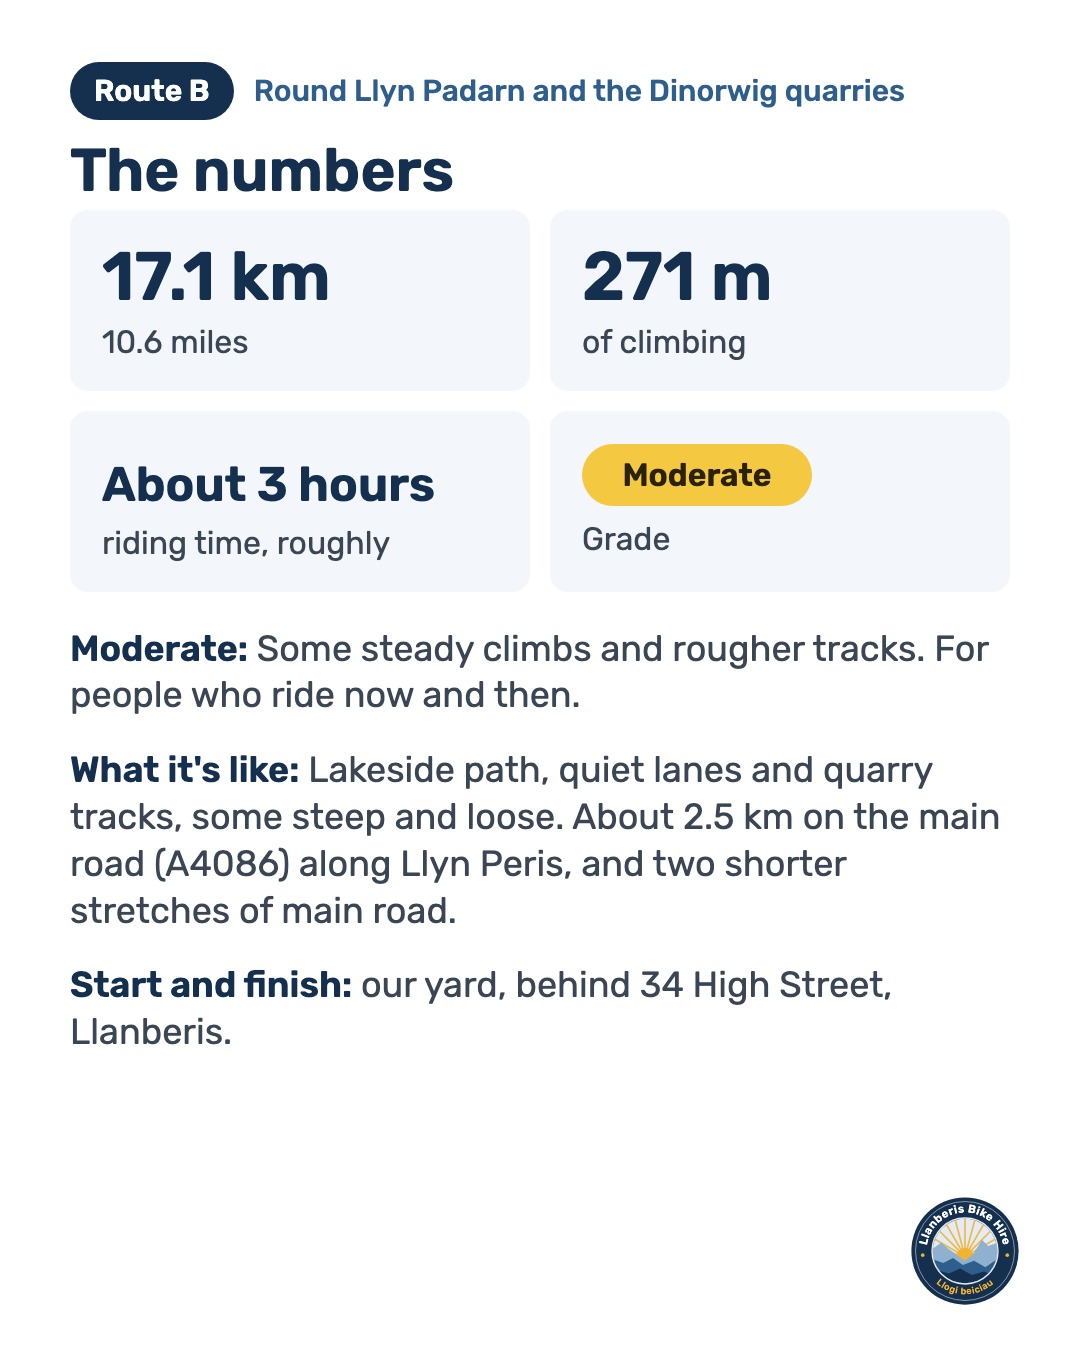 Route B
Round Llyn Padarn and the Dinorwig quarries
The numbers
17.1 km
10.6 miles
271 m
of climbing
About 3 hours
riding time, roughly
Moderate
Grade
Moderate: Some steady climbs and rougher tracks. For
people who ride now and then.
What it's like: Lakeside path, quiet lanes and quarry
tracks, some steep and loose. About 2.5 km on the main
road (A4086) along Llyn Peris, and two shorter
stretches of main road.
Start and finish: our yard, behind 34 High Street,
Llanberis.
Llanberis Bike Hire
Llogi beiciau